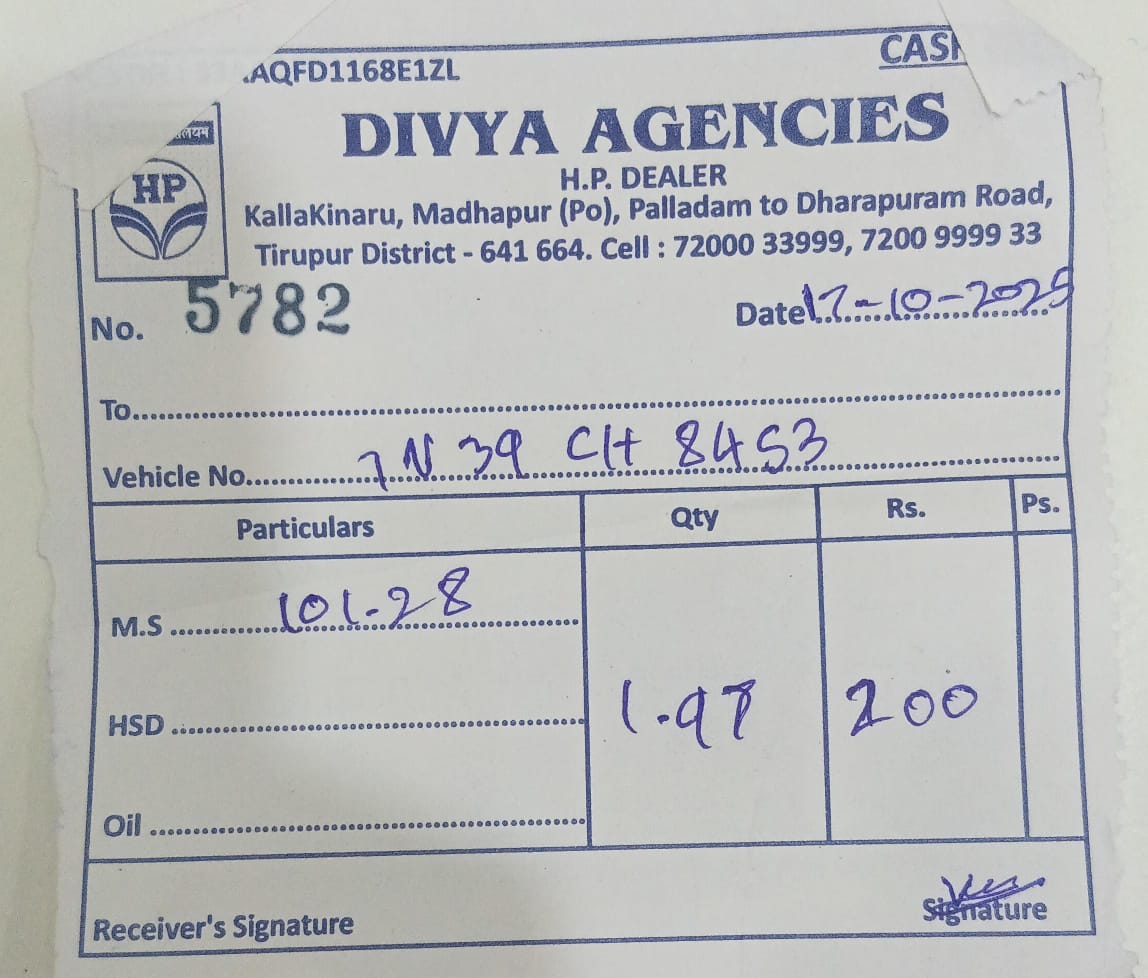 AQFD1168E1ZL
CASH
DIVYA AGENCIES
HP
H.P. DEALER
KallaKinaru, Madhapur (Po), Palladam to Dharapuram Road,
Tirupur District - 641 664. Cell : 72000 33999, 7200 9999 33
No. 5782 Date 17-10-2025
To
Vehicle No. TN 39 CH 8453
Particulars Qty Rs. Ps.
M.S 101.28
HSD 1.97 200
Oil
Receiver's Signature Signature